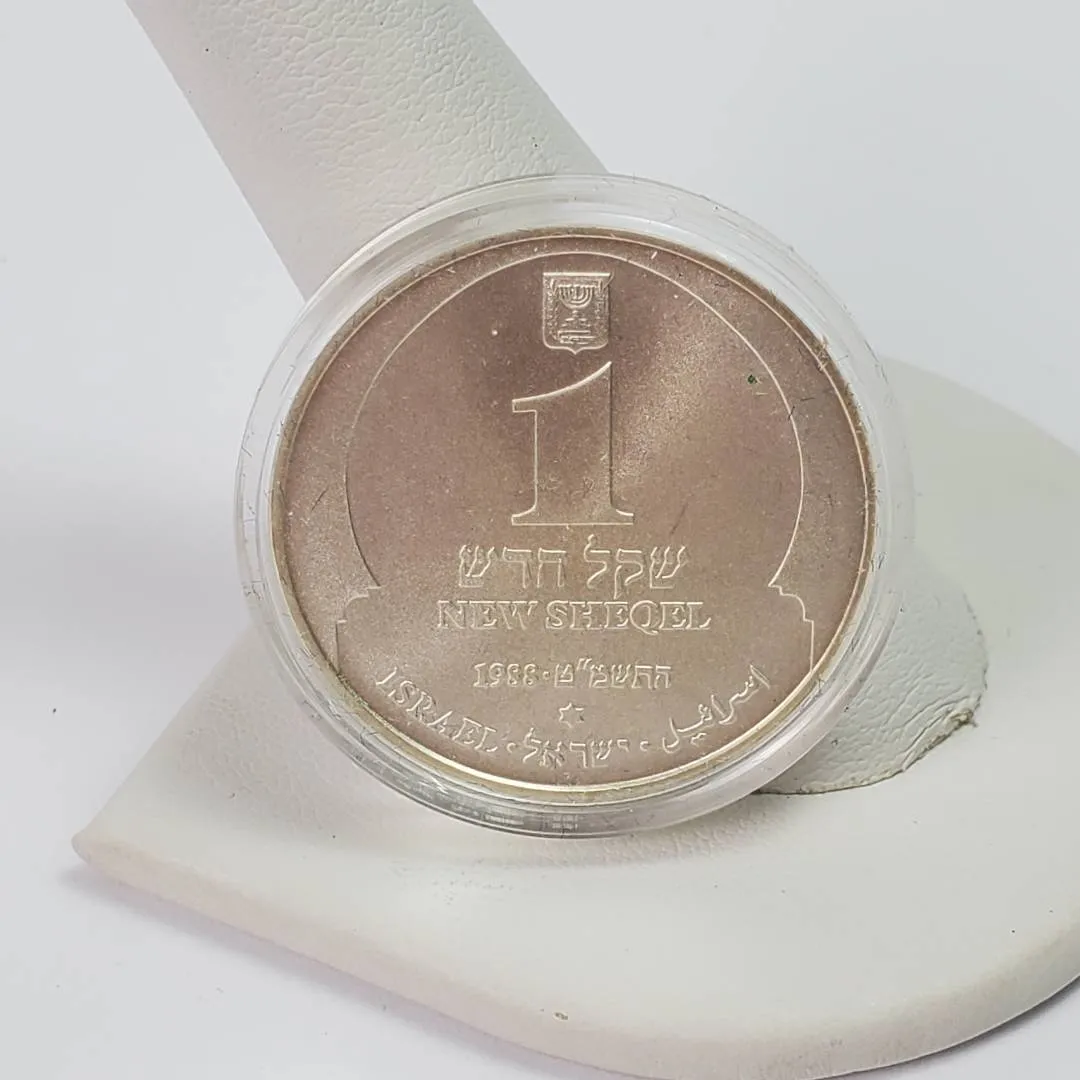 1
שקל חדש
NEW SHEQEL
1988·התשמ"ט
ISRAEL · ישראל · اسرائيل